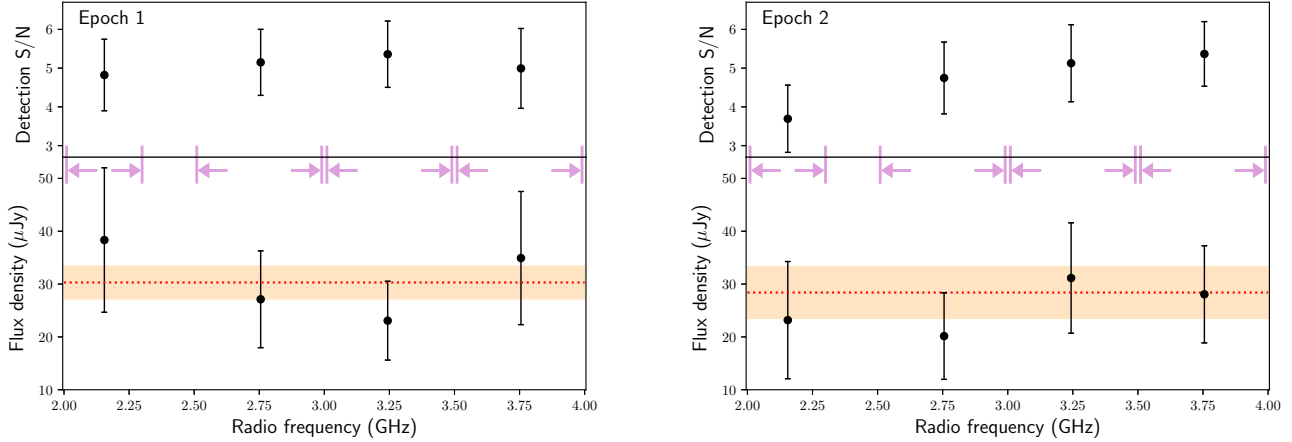 Epoch 1
Detection S/N
6
5
4
3
Flux density (μJy)
50
40
30
20
10
2.00 2.25 2.50 2.75 3.00 3.25 3.50 3.75 4.00
Radio frequency (GHz)
Epoch 2
Detection S/N
6
5
4
3
Flux density (μJy)
50
40
30
20
10
2.00 2.25 2.50 2.75 3.00 3.25 3.50 3.75 4.00
Radio frequency (GHz)